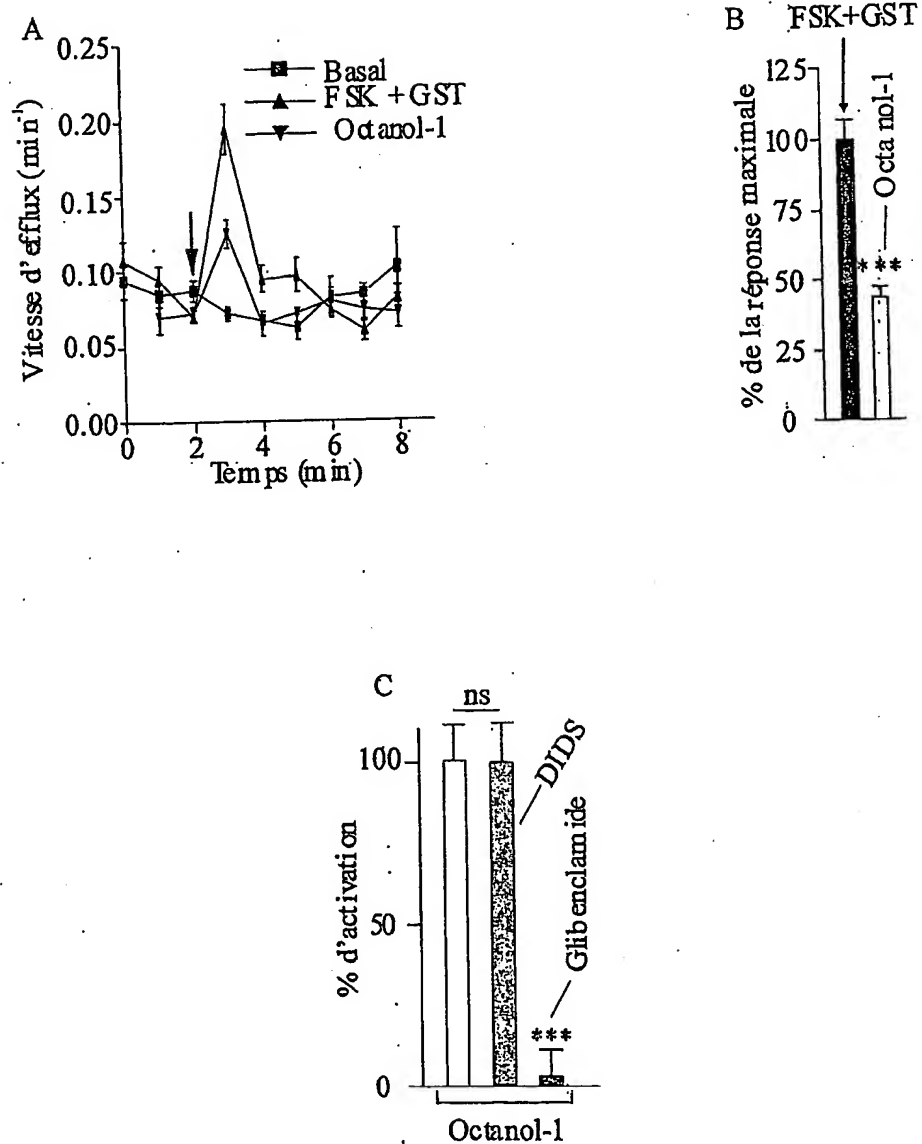 A
0.25
0.20
0.15
0.10
0.05
0.00
0
2
4
6
8
Vitesse d'efflux (min⁻¹)
Temps (min)
Basal
FSK + GST
Octanol-1
B
FSK+GST
125
100
75
50
25
0
% de la réponse maximale
Octanol-1
***
C
ns
100
50
0
% d'activation
DIDS
Glibenclamide
***
Octanol-1